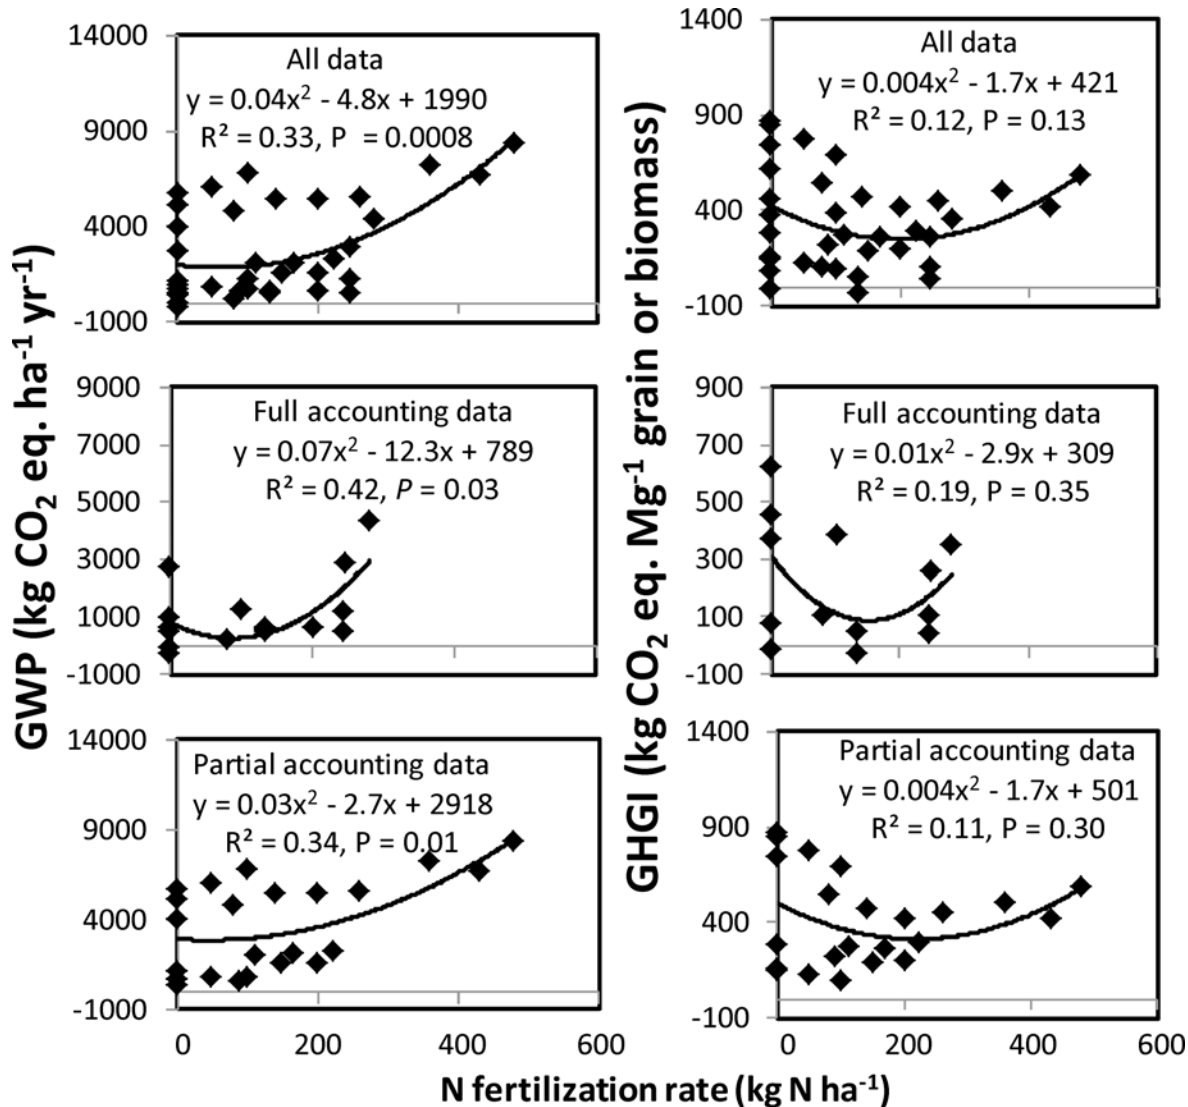 GWP (kg CO₂ eq. ha⁻¹ yr⁻¹)
14000
9000
4000
-1000
All data
y = 0.04x² - 4.8x + 1990
R² = 0.33, P = 0.0008
9000
7000
5000
3000
1000
-1000
Full accounting data
y = 0.07x² - 12.3x + 789
R² = 0.42, P = 0.03
14000
9000
4000
-1000
Partial accounting data
y = 0.03x² - 2.7x + 2918
R² = 0.34, P = 0.01
0 200 400 600
GHGI (kg CO₂ eq. Mg⁻¹ grain or biomass)
1400
900
400
-100
All data
y = 0.004x² - 1.7x + 421
R² = 0.12, P = 0.13
900
700
500
300
100
-100
Full accounting data
y = 0.01x² - 2.9x + 309
R² = 0.19, P = 0.35
1400
900
400
-100
Partial accounting data
y = 0.004x² - 1.7x + 501
R² = 0.11, P = 0.30
0 200 400 600
N fertilization rate (kg N ha⁻¹)